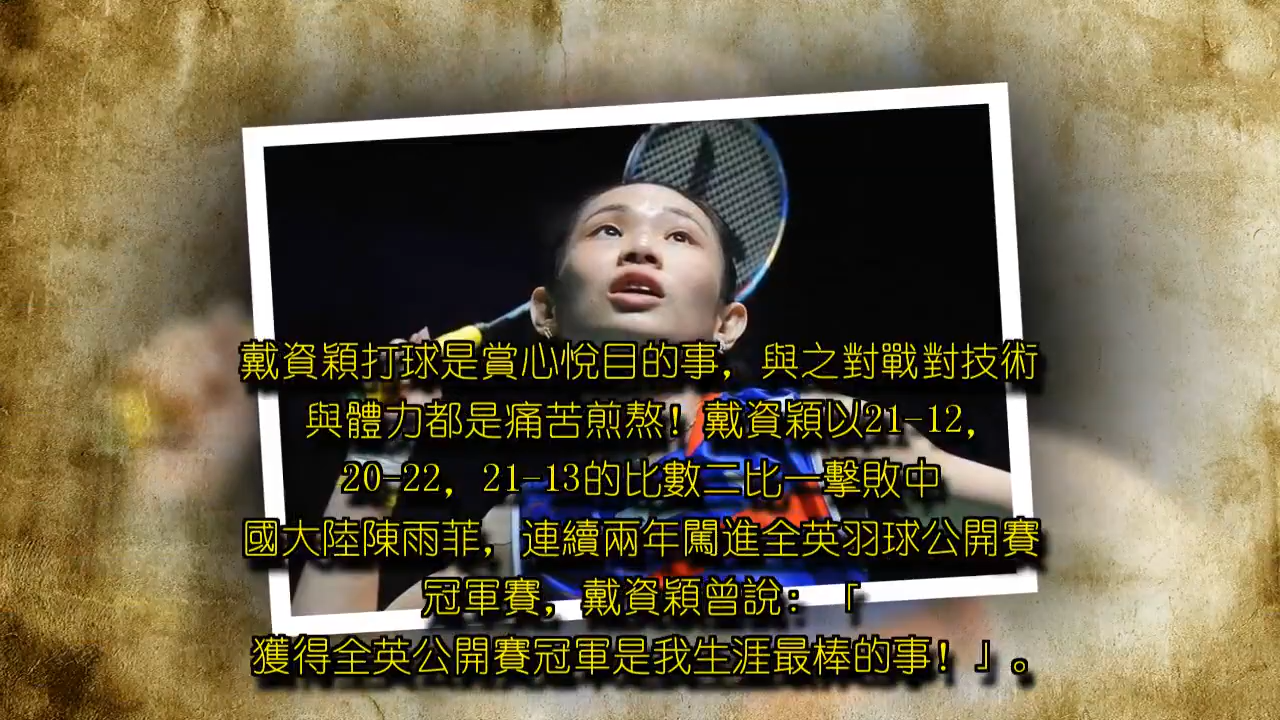 戴資穎打球是賞心悅目的事，與之對戰對技術
與體力都是痛苦煎熬！戴資穎以21-12，
20-22，21-13的比數二比一擊敗中
國大陸陳雨菲，連續兩年闖進全英羽球公開賽
冠軍賽，戴資穎曾說：「
獲得全英公開賽冠軍是我生涯最棒的事！」。